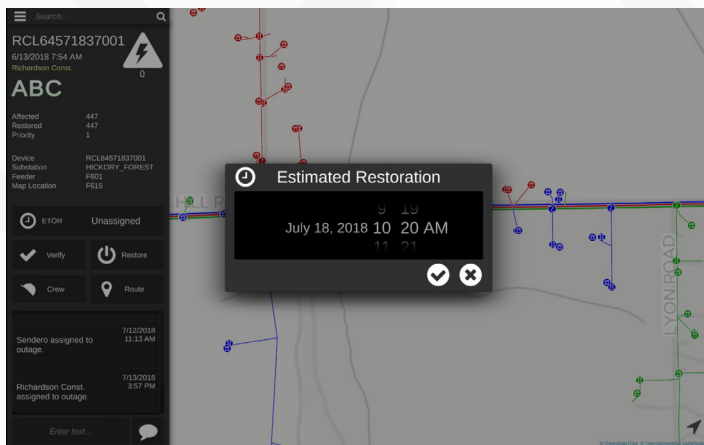 Search...
RCL64571837001
6/13/2018 7:54 AM
Richardson Const.
0
ABC
Affected 447
Restored 447
Priority 1
Device RCL64571837001
Substation HICKORY_FOREST
Feeder F601
Map Location F615
ETOR Unassigned
Verify Restore
Crew Route
7/12/2018
Sendero assigned to 11:13 AM
outage.
7/13/2018
Richardson Const. 3:57 PM
assigned to outage.
Enter text...
HILL R
Estimated Restoration
9 19
July 18, 2018 10 20 AM
11 21
LYON ROAD